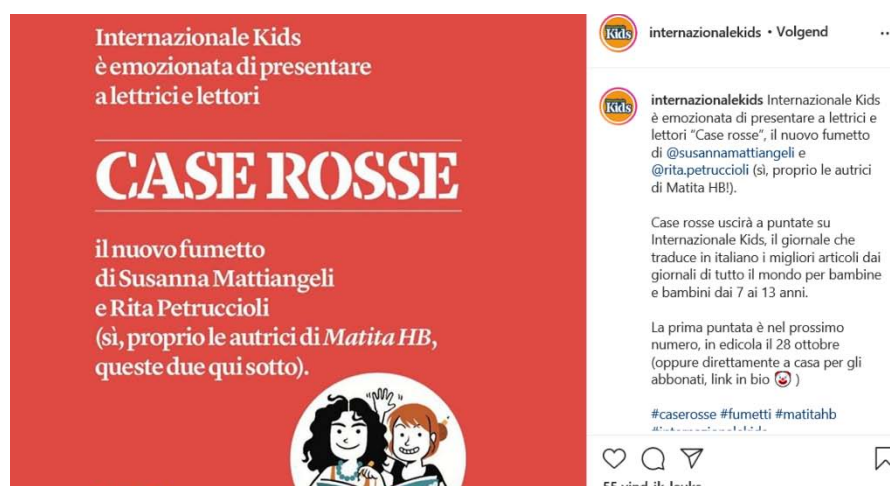 Internazionale Kids
è emozionata di presentare
a lettrici e lettori
CASE ROSSE
il nuovo fumetto
di Susanna Mattiangeli
e Rita Petruccioli
(sì, proprio le autrici di Matita HB,
queste due qui sotto).
Kids
internazionalekids • Volgend
Kids
internazionalekids Internazionale Kids
è emozionata di presentare a lettrici e
lettori “Case rosse”, il nuovo fumetto
di @susannamattiangeli e
@rita.petruccioli (sì, proprio le autrici
di Matita HB!).
Case rosse uscirà a puntate su
Internazionale Kids, il giornale che
traduce in italiano i migliori articoli dai
giornali di tutto il mondo per bambine
e bambini dai 7 ai 13 anni.
La prima puntata è nel prossimo
numero, in edicola il 28 ottobre
(oppure direttamente a casa per gli
abbonati, link in bio 🤡 )
#caserosse #fumetti #matitahb